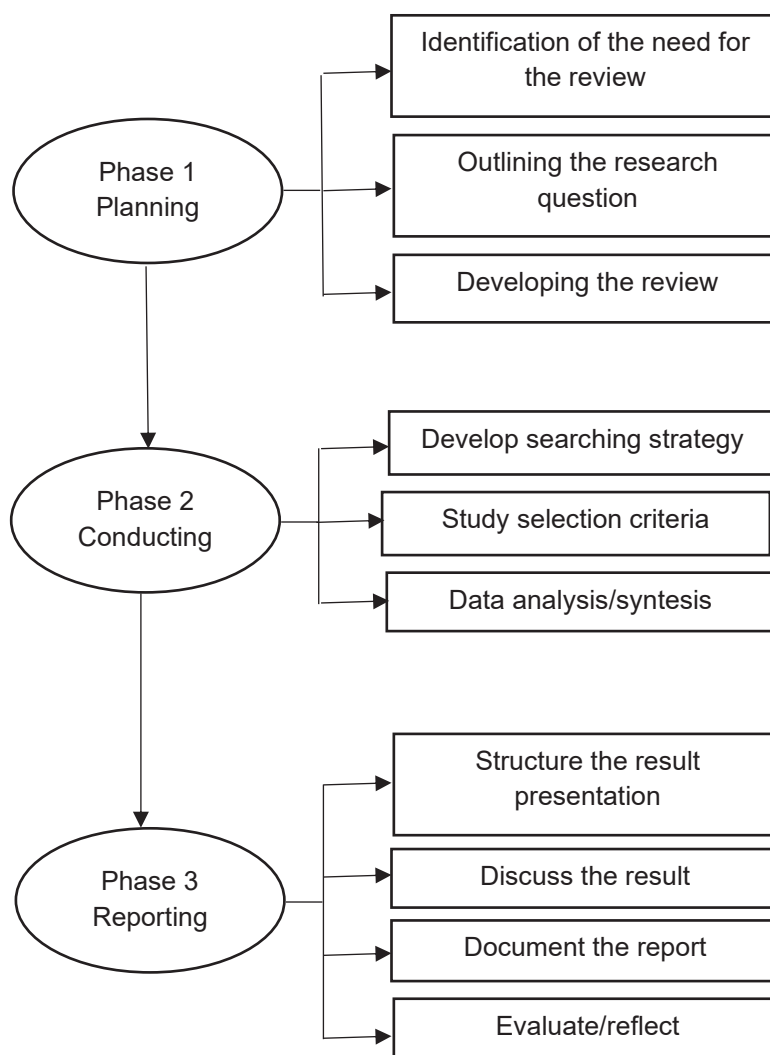 Identification of the need for
the review
Phase 1
Planning
Outlining the research
question
Developing the review
Develop searching strategy
Phase 2
Conducting
Study selection criteria
Data analysis/syntesis
Structure the result
presentation
Phase 3
Reporting
Discuss the result
Document the report
Evaluate/reflect